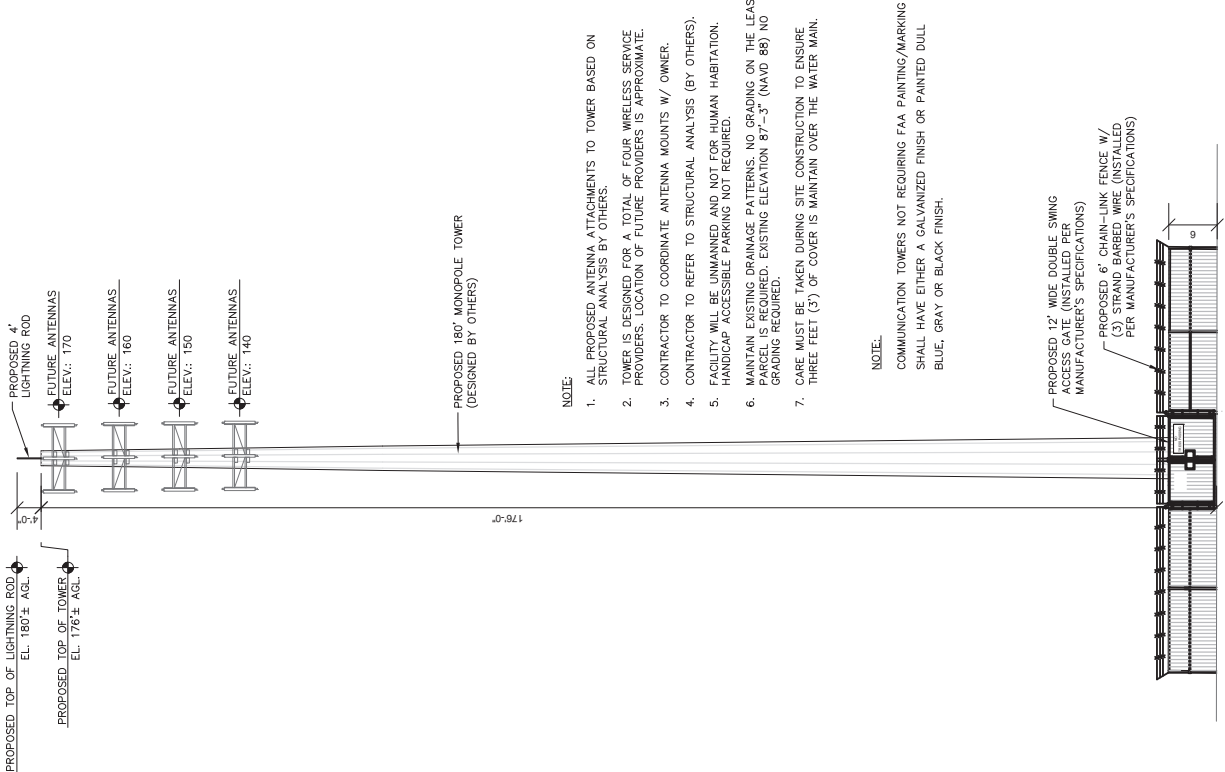 PROPOSED TOP OF LIGHTNING ROD
EL. 180'± AGL.
PROPOSED TOP OF TOWER
EL. 176'± AGL.
4'-0"
176'-0"
PROPOSED 4'
LIGHTNING ROD
FUTURE ANTENNAS
ELEV.: 170
FUTURE ANTENNAS
ELEV.: 160
FUTURE ANTENNAS
ELEV.: 150
FUTURE ANTENNAS
ELEV.: 140
PROPOSED 180' MONOPOLE TOWER
(DESIGNED BY OTHERS)
NOTE:
1. ALL PROPOSED ANTENNA ATTACHMENTS TO TOWER BASED ON
STRUCTURAL ANALYSIS BY OTHERS.
2. TOWER IS DESIGNED FOR A TOTAL OF FOUR WIRELESS SERVICE
PROVIDERS. LOCATION OF FUTURE PROVIDERS IS APPROXIMATE.
3. CONTRACTOR TO COORDINATE ANTENNA MOUNTS W/ OWNER.
4. CONTRACTOR TO REFER TO STRUCTURAL ANALYSIS (BY OTHERS).
5. FACILITY WILL BE UNMANNED AND NOT FOR HUMAN HABITATION.
HANDICAP ACCESSIBLE PARKING NOT REQUIRED.
6. MAINTAIN EXISTING DRAINAGE PATTERNS. NO GRADING ON THE LEAS
PARCEL IS REQUIRED. EXISTING ELEVATION 87'-3" (NAVD 88) NO
GRADING REQUIRED.
7. CARE MUST BE TAKEN DURING SITE CONSTRUCTION TO ENSURE
THREE FEET (3') OF COVER IS MAINTAIN OVER THE WATER MAIN.
NOTE:
COMMUNICATION TOWERS NOT REQUIRING FAA PAINTING/MARKING
SHALL HAVE EITHER A GALVANIZED FINISH OR PAINTED DULL
BLUE, GRAY OR BLACK FINISH.
PROPOSED 12' WIDE DOUBLE SWING
ACCESS GATE (INSTALLED PER
MANUFACTURER'S SPECIFICATIONS)
PROPOSED 6' CHAIN-LINK FENCE W/
(3) STRAND BARBED WIRE (INSTALLED
PER MANUFACTURER'S SPECIFICATIONS)
6